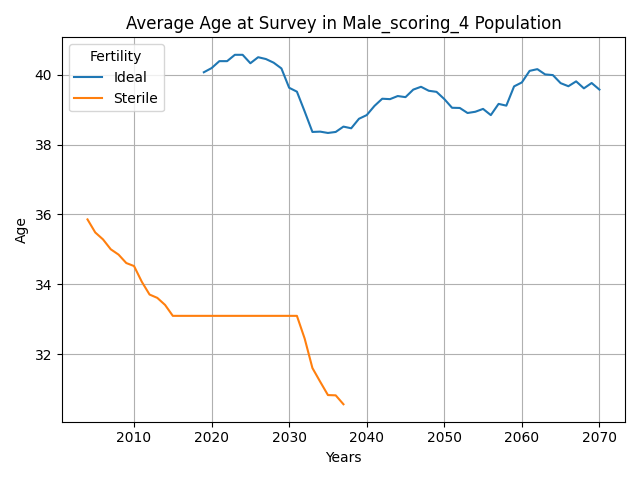 Average Age at Survey in Male_scoring_4 Population
Fertility
Ideal
Sterile
Age
40
38
36
34
32
2010 2020 2030 2040 2050 2060 2070
Years